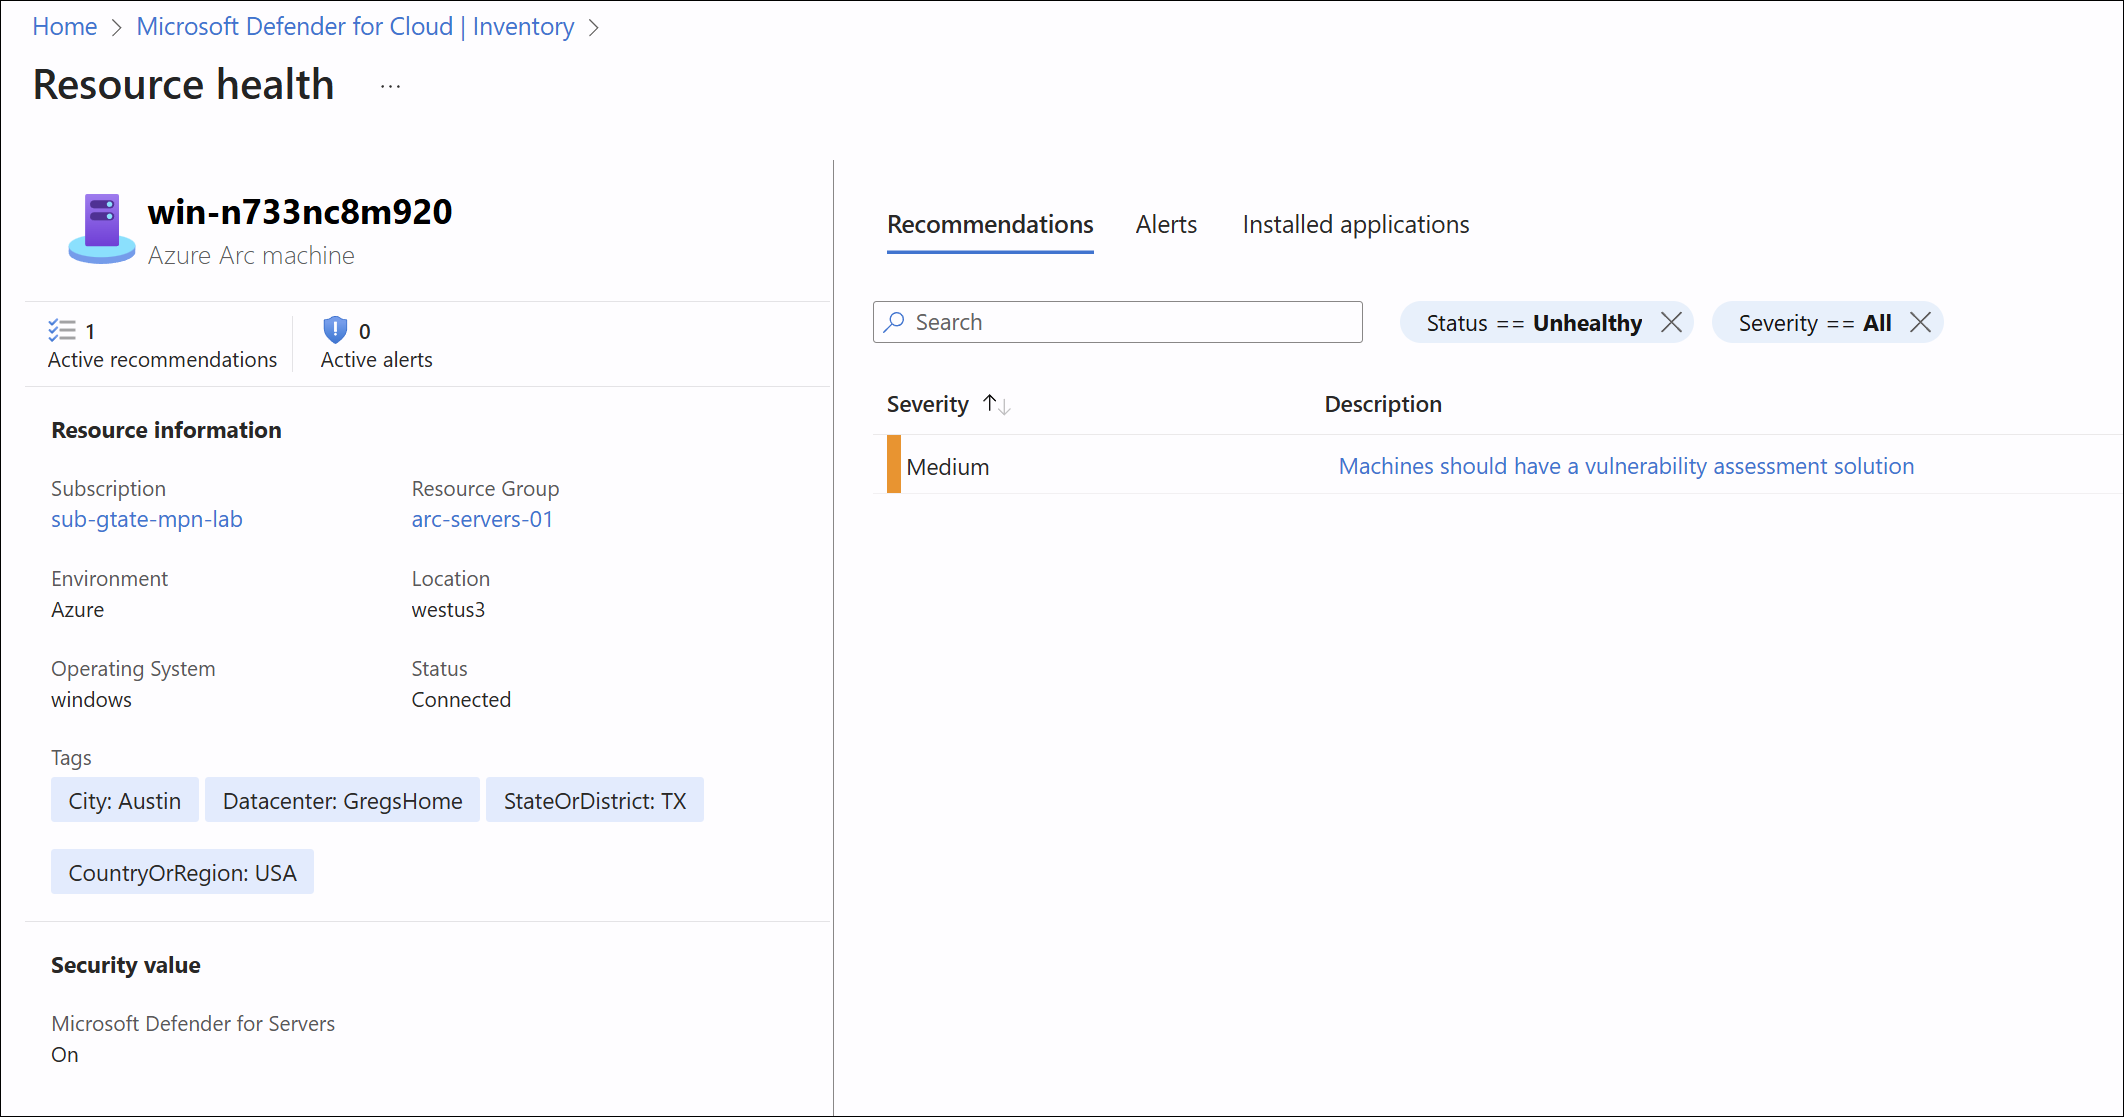 Home > Microsoft Defender for Cloud | Inventory >
Resource health ...
win-n733nc8m920
Azure Arc machine
1
Active recommendations
0
Active alerts
Resource information
Subscription
sub-gtate-mpn-lab
Resource Group
arc-servers-01
Environment
Azure
Location
westus3
Operating System
windows
Status
Connected
Tags
City: Austin
Datacenter: GregsHome
StateOrDistrict: TX
CountryOrRegion: USA
Security value
Microsoft Defender for Servers
On
Recommendations
Alerts
Installed applications
Search
Status == Unhealthy
Severity == All
Severity
Description
Medium
Machines should have a vulnerability assessment solution